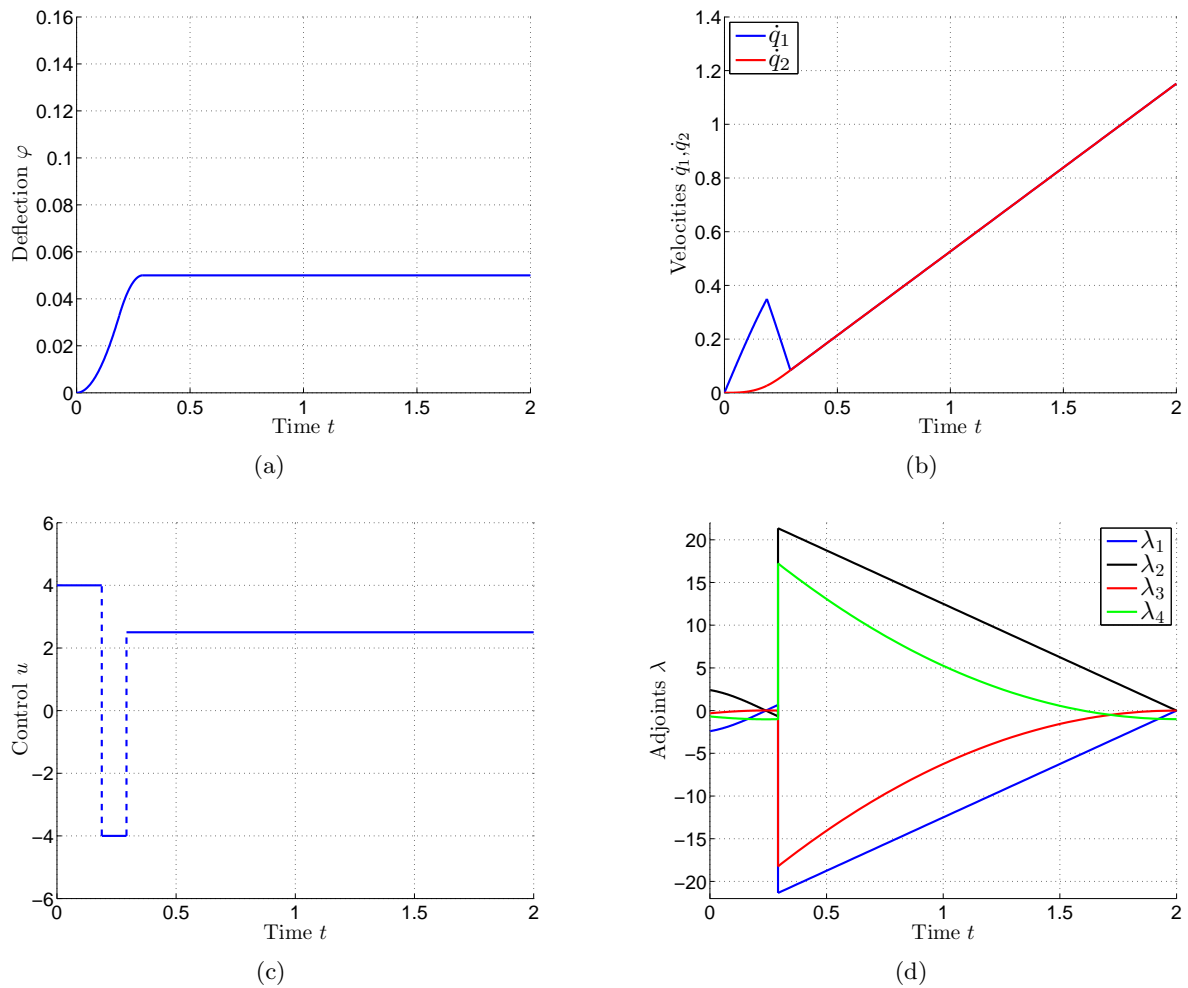 0.16
0.14
0.12
0.1
0.08
0.06
0.04
0.02
0
Deflection φ
0 0.5 1 1.5 2
Time t
(a)
1.4
1.2
1
0.8
0.6
0.4
0.2
0
Velocities q̇₁,q̇₂
q̇₁
q̇₂
0 0.5 1 1.5 2
Time t
(b)
6
4
2
0
−2
−4
−6
Control u
0 0.5 1 1.5 2
Time t
(c)
20
15
10
5
0
−5
−10
−15
−20
Adjoints λ
λ₁
λ₂
λ₃
λ₄
0 0.5 1 1.5 2
Time t
(d)